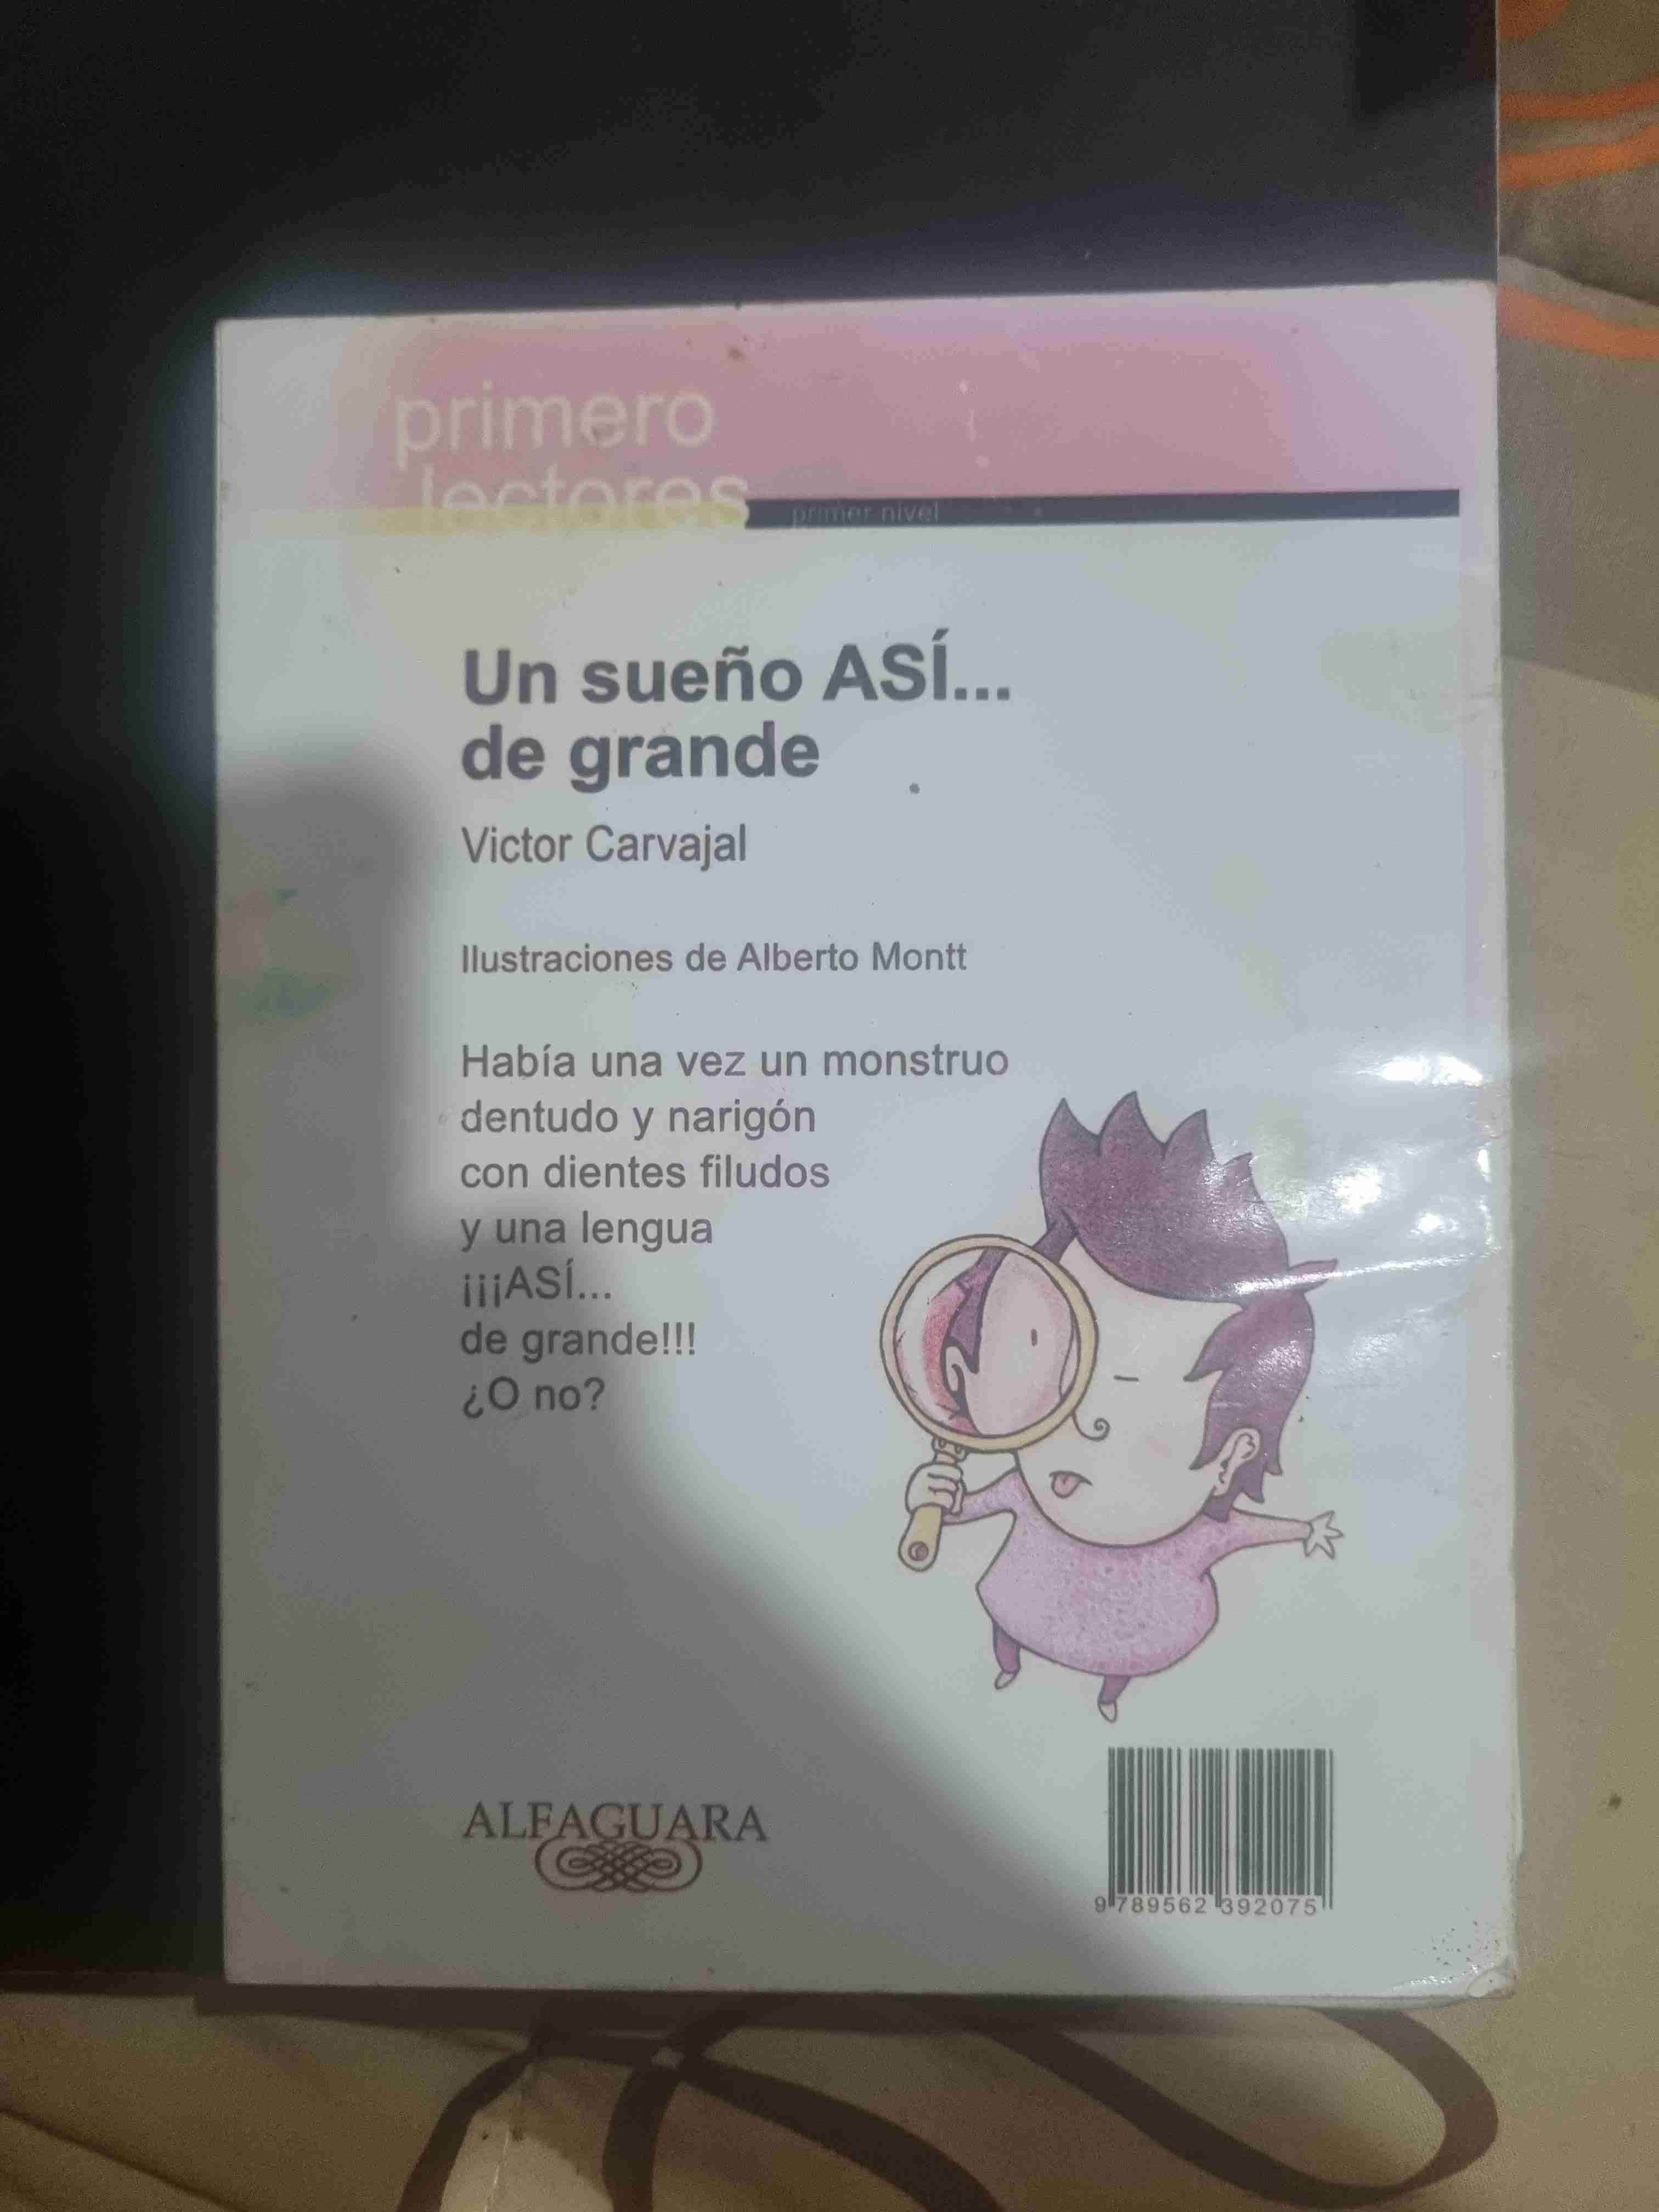 primero
lectores
primer nivel
Un sueño ASÍ...
de grande
Victor Carvajal
Ilustraciones de Alberto Montt
Había una vez un monstruo
dentudo y narigón
con dientes filudos
y una lengua
¡¡¡ASÍ...
de grande!!!
¿O no?
ALFAGUARA
9 789562 392075